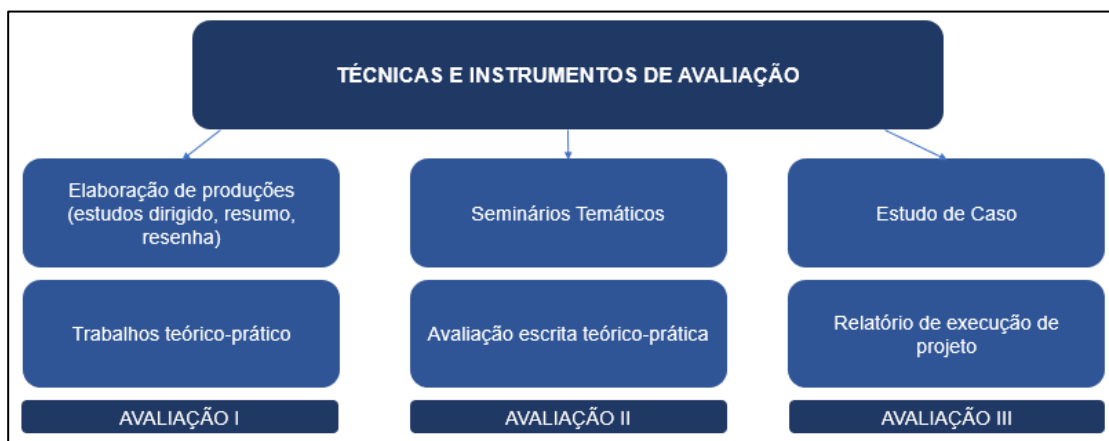 TÉCNICAS E INSTRUMENTOS DE AVALIAÇÃO
Elaboração de produções
(estudos dirigido, resumo,
resenha)
Seminários Temáticos
Estudo de Caso
Trabalhos teórico-prático
Avaliação escrita teórico-prática
Relatório de execução de
projeto
AVALIAÇÃO I
AVALIAÇÃO II
AVALIAÇÃO III